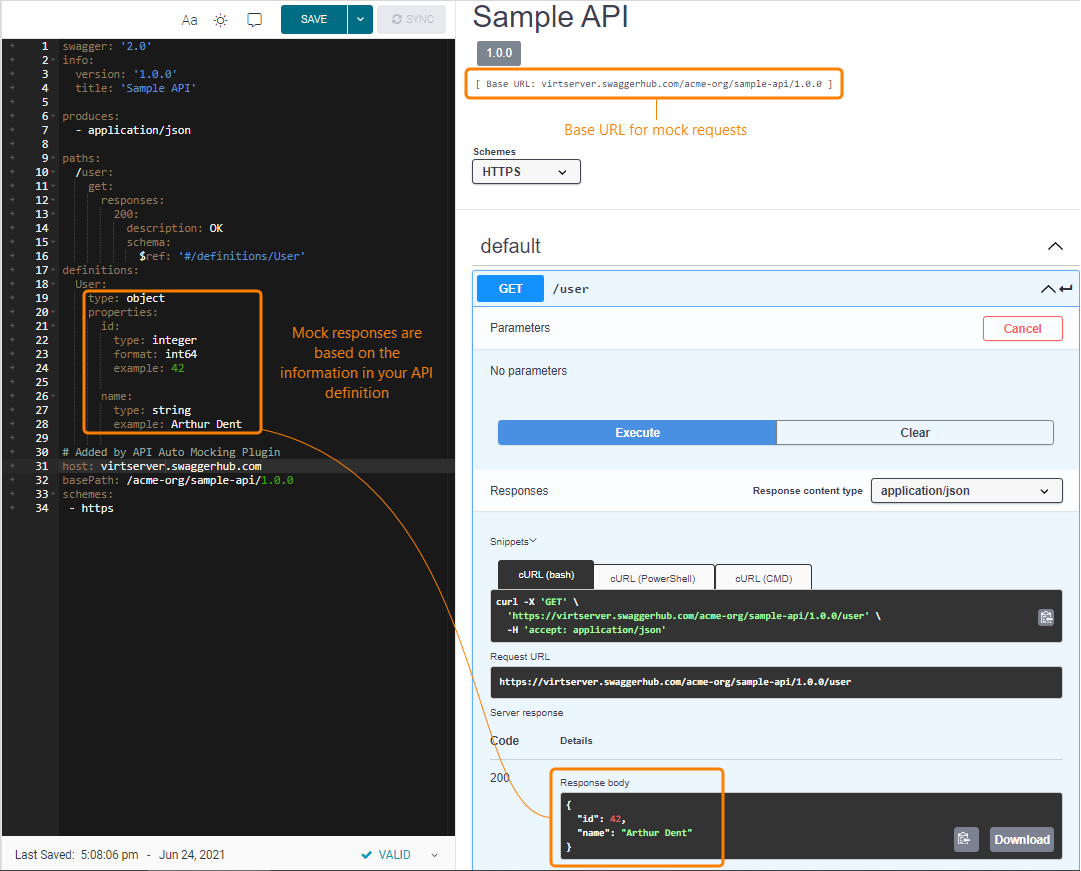 Aa SAVE SYNC
1 swagger: '2.0'
2 info:
3 version: '1.0.0'
4 title: 'Sample API'
5
6 produces:
7 - application/json
8
9 paths:
10 /user:
11 get:
12 responses:
13 200:
14 description: OK
15 schema:
16 $ref: '#/definitions/User'
17 definitions:
18 User:
19 type: object
20 properties:
21 id:
22 type: integer
23 format: int64
24 example: 42
25
26 name:
27 type: string
28 example: Arthur Dent
29
30 # Added by API Auto Mocking Plugin
31 host: virtserver.swaggerhub.com
32 basePath: /acme-org/sample-api/1.0.0
33 schemes:
34 - https
Mock responses are
based on the
information in your API
definition
Last Saved: 5:08:06 pm - Jun 24, 2021 VALID
Sample API
1.0.0
[ Base URL: virtserver.swaggerhub.com/acme-org/sample-api/1.0.0 ]
Base URL for mock requests
Schemes
HTTPS
default
GET /user
Parameters Cancel
No parameters
Execute Clear
Responses Response content type application/json
Snippets
cURL (bash) cURL (PowerShell) cURL (CMD)
curl -X 'GET' \
'https://virtserver.swaggerhub.com/acme-org/sample-api/1.0.0/user' \
-H 'accept: application/json'
Request URL
https://virtserver.swaggerhub.com/acme-org/sample-api/1.0.0/user
Server response
Code Details
200
Response body
{
"id": 42,
"name": "Arthur Dent"
}
Download